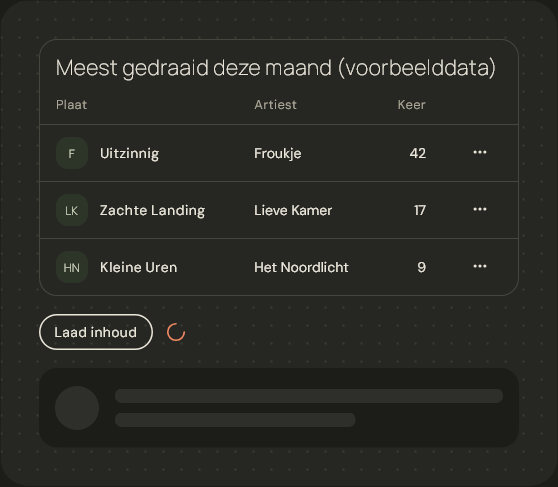 Meest gedraaid deze maand (voorbeelddata)
Plaat Artiest Keer
F Uitzinnig Froukje 42 •••
LK Zachte Landing Lieve Kamer 17 •••
HN Kleine Uren Het Noordlicht 9 •••
Laad inhoud